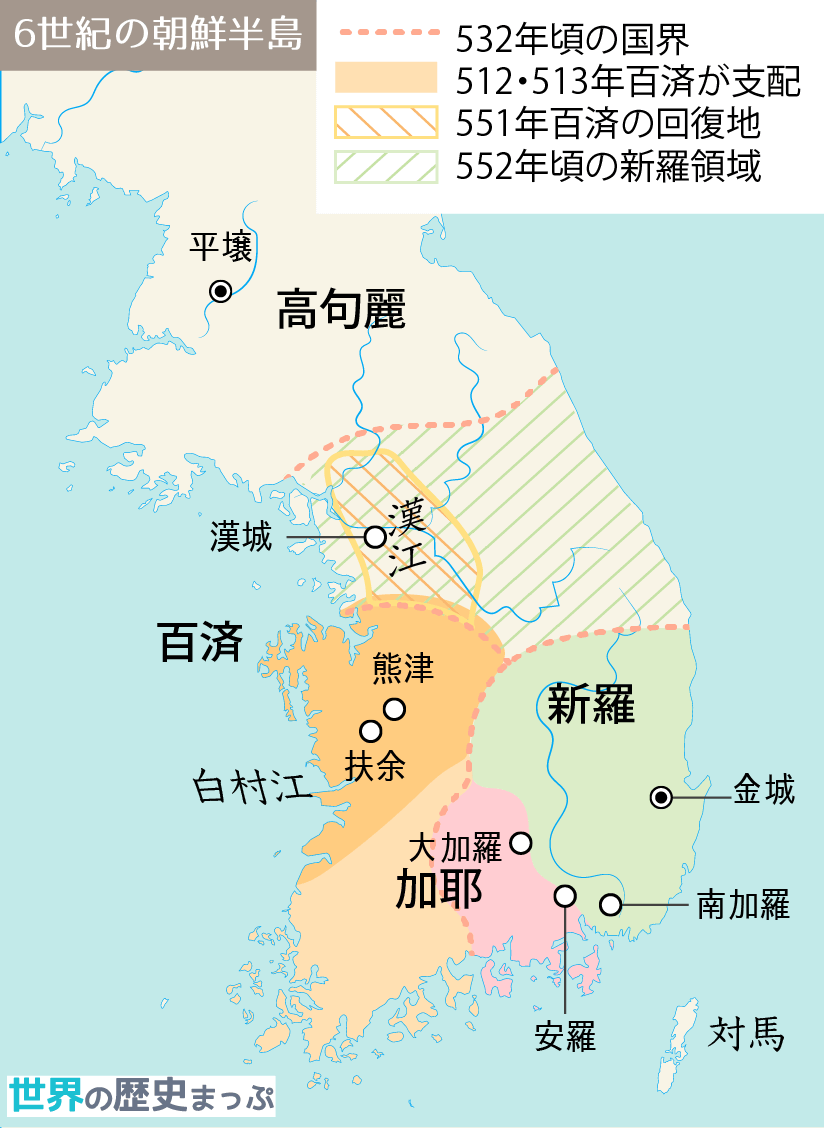 6世紀の朝鮮半島
532年頃の国界
512・513年百済が支配
551年百済の回復地
552年頃の新羅領域
平壌
高句麗
漢城
漢江
百済
熊津
扶余
新羅
白村江
金城
大加羅
加耶
南加羅
安羅
対馬
世界の歴史まっぷ